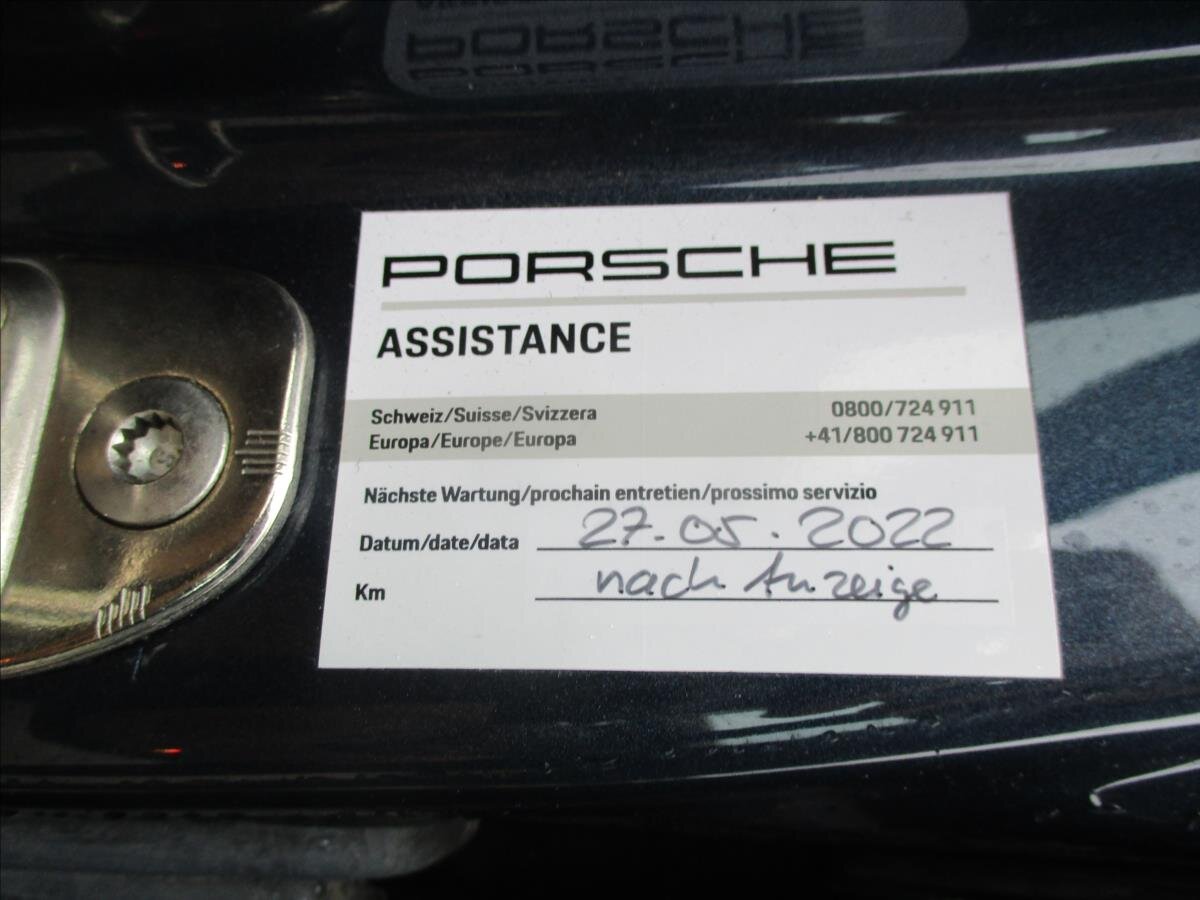 PORSCHE
ASSISTANCE
Schweiz/Suisse/Svizzera 0800/724 911
Europa/Europe/Europa +41/800 724 911
Nächste Wartung/prochain entretien/prossimo servizio
Datum/date/data 27.05.2022
Km nach Anzeige